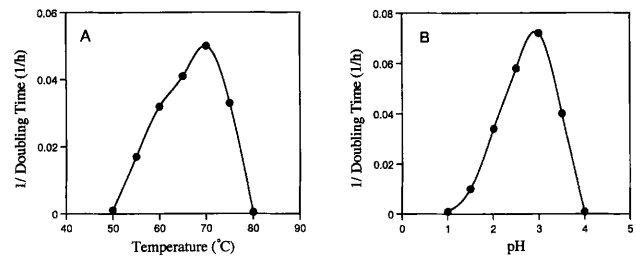 A
1/ Doubling Time (1/h)
0.06
0.04
0.02
0
40 50 60 70 80 90
Temperature (°C)
B
1/ Doubling Time (1/h)
0.08
0.06
0.04
0.02
0
0 1 2 3 4 5
pH